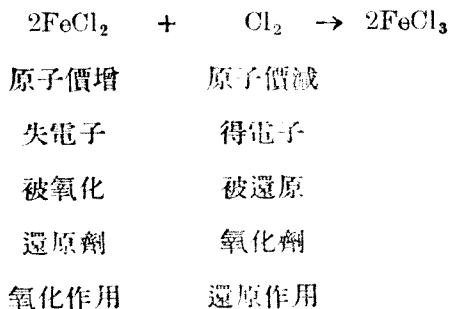 2FeCl₂ + Cl₂ → 2FeCl₃
原子價增 原子價減
失電子 得電子
被氧化 被還原
還原劑 氧化劑
氧化作用 還原作用